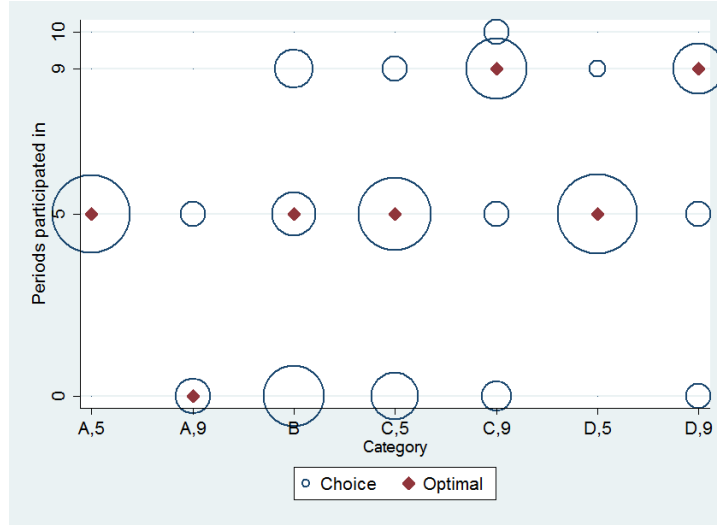 Periods participated in
10
9
5
0
A,5 A,9 B C,5 C,9 D,5 D,9
Category
Choice Optimal